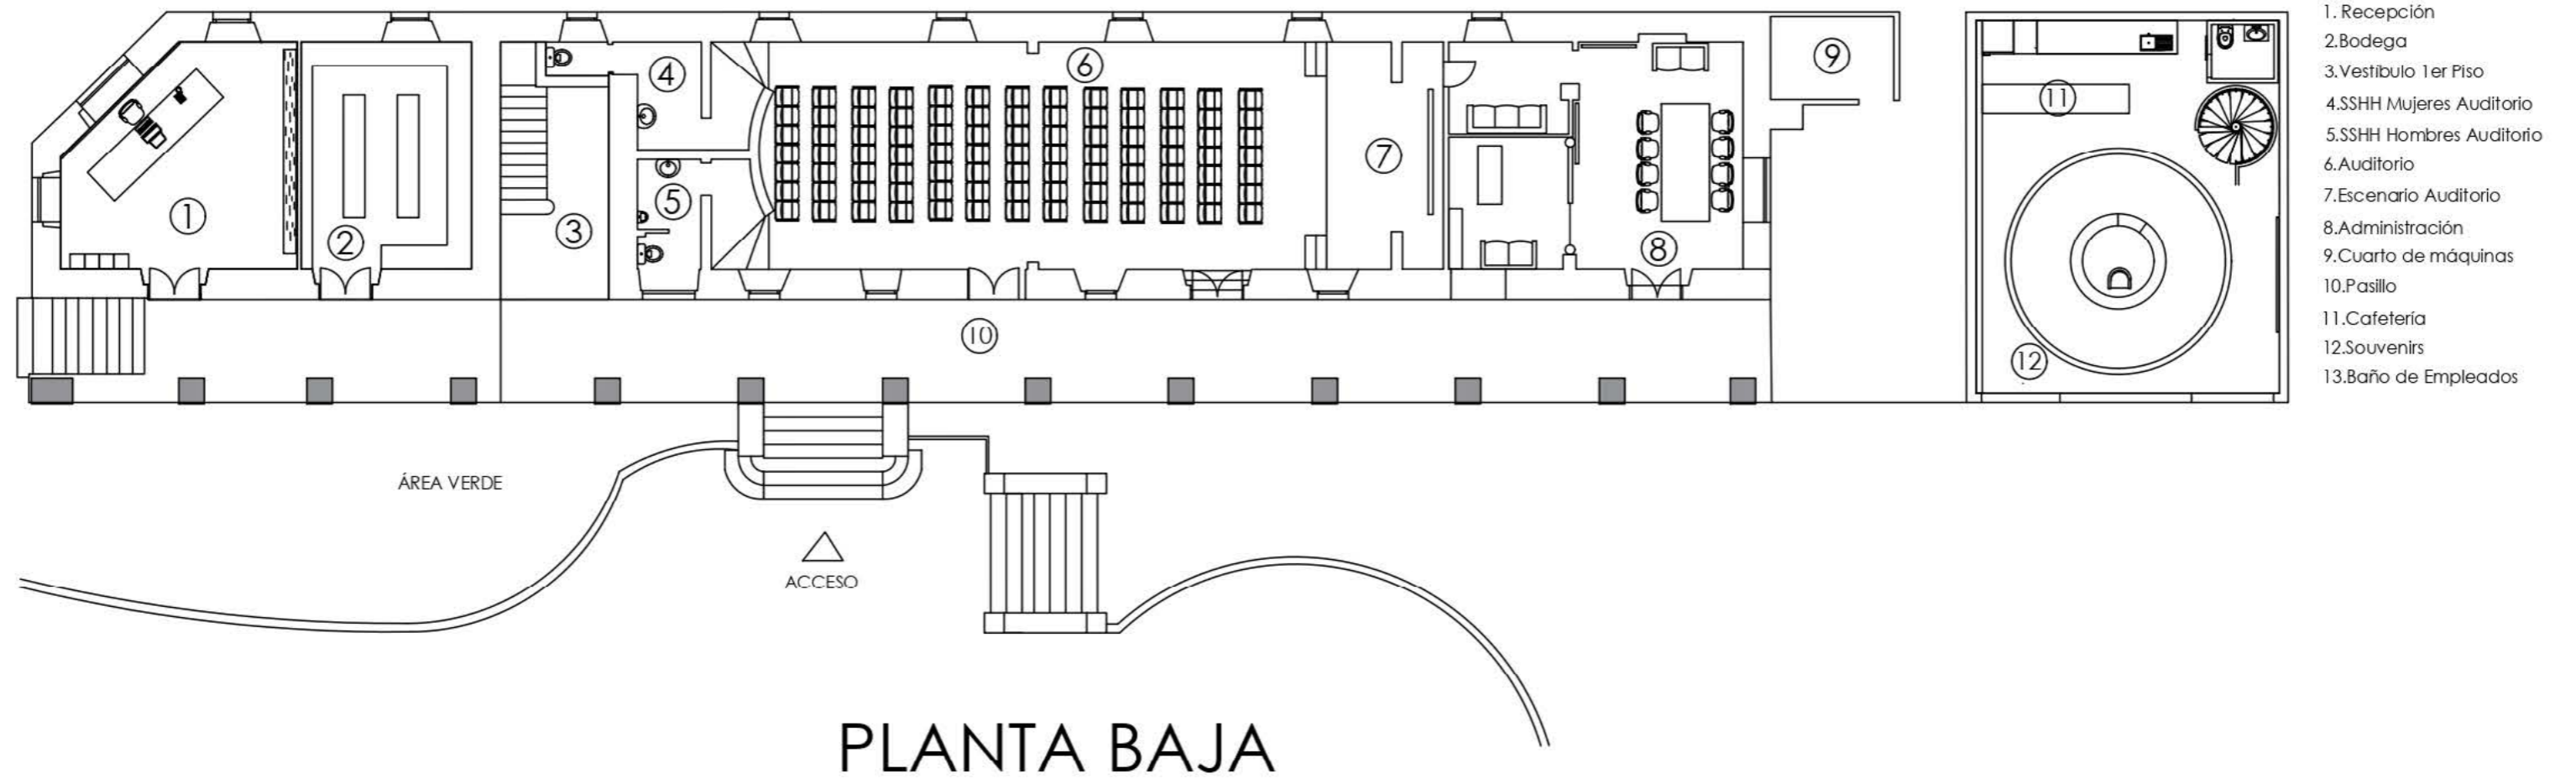 1. Recepción
2.Bodega
3.Vestíbulo 1er Piso
4.SSHH Mujeres Auditorio
5.SSHH Hombres Auditorio
6.Auditorio
7.Escenario Auditorio
8.Administración
9.Cuarto de máquinas
10.Pasillo
11.Cafetería
12.Souvenirs
13.Baño de Empleados
1
2
3
4
5
6
7
8
9
10
11
12
ÁREA VERDE
ACCESO
PLANTA BAJA